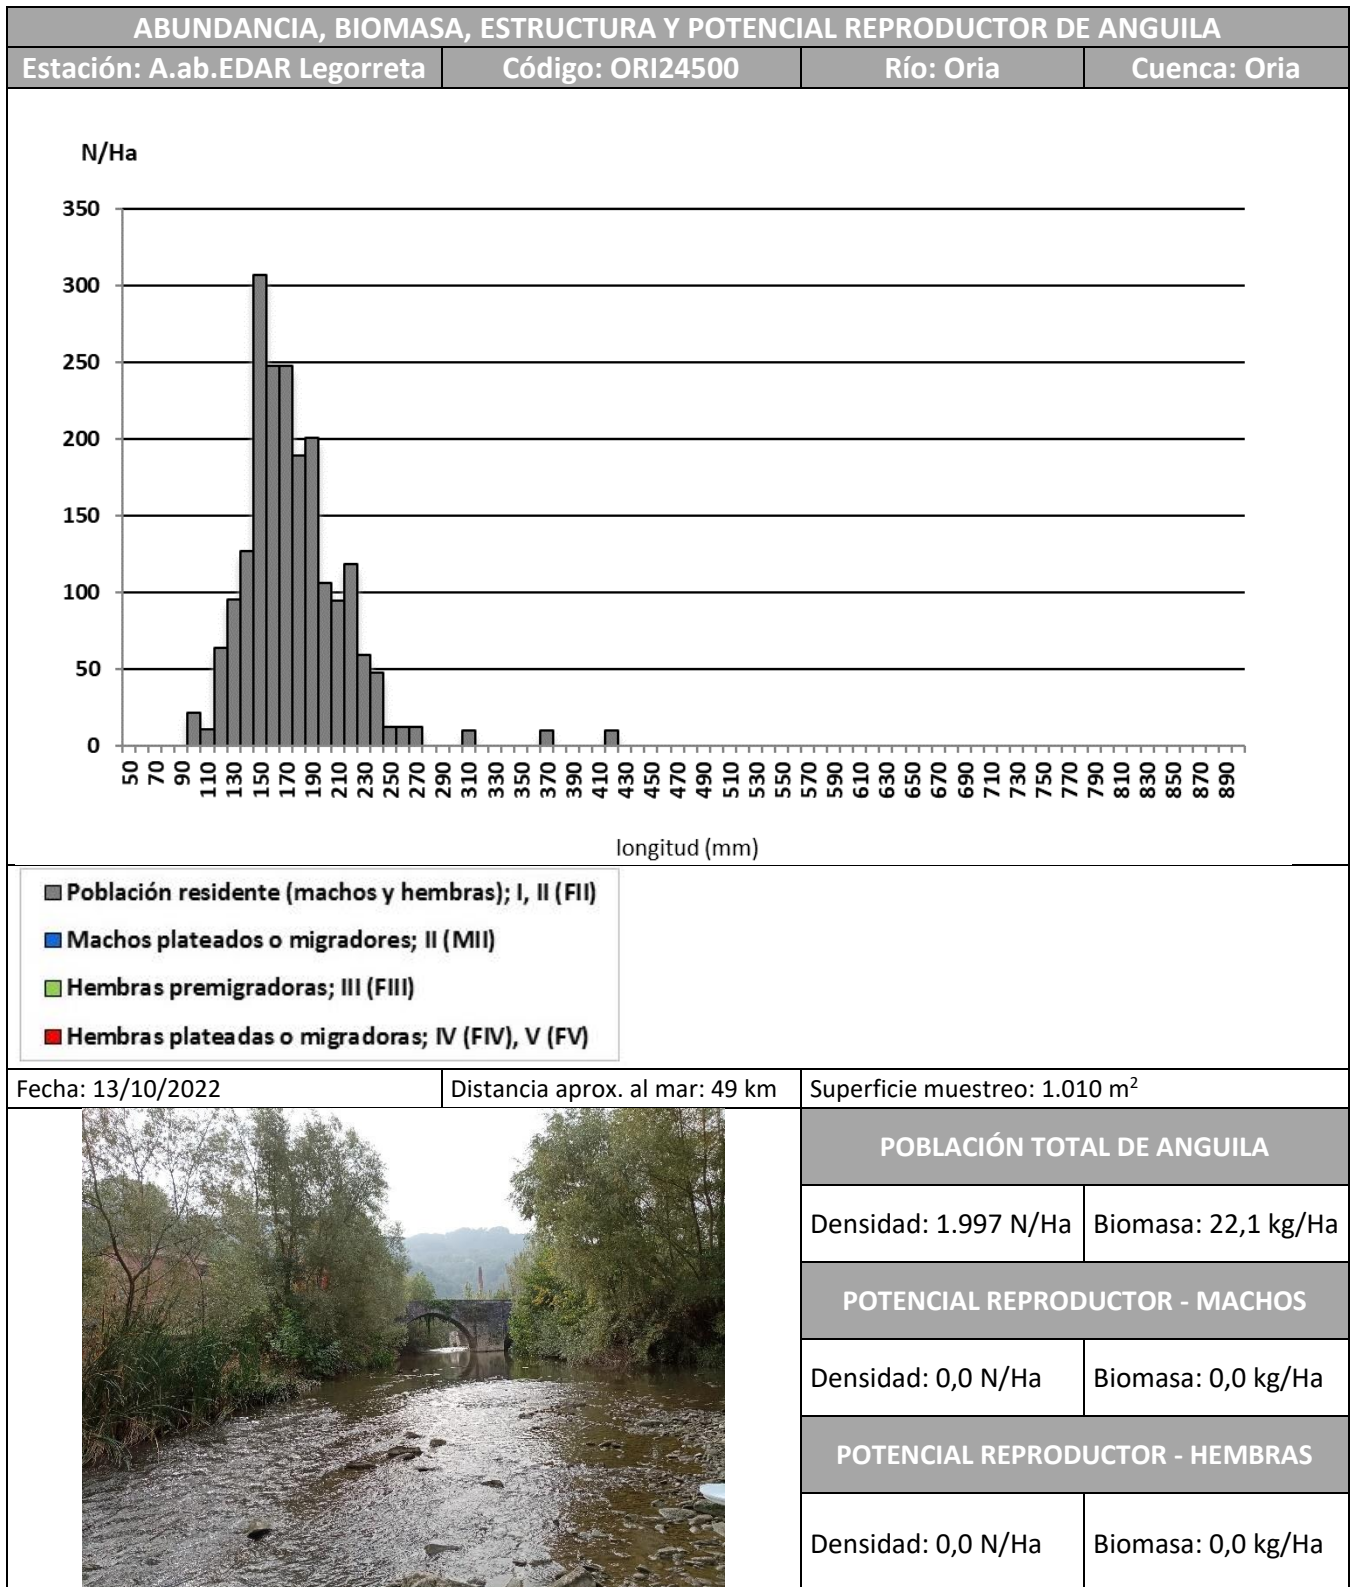 ABUNDANCIA, BIOMASA, ESTRUCTURA Y POTENCIAL REPRODUCTOR DE ANGUILA
Estación: A.ab.EDAR Legorreta Código: ORI24500 Río: Oria Cuenca: Oria
N/Ha
350
300
250
200
150
100
50
0
50 70 90 110 130 150 170 190 210 230 250 270 290 310 330 350 370 390 410 430 450 470 490 510 530 550 570 590 610 630 650 670 690 710 730 750 770 790 810 830 850 870 890
longitud (mm)
Población residente (machos y hembras); I, II (FII)
Machos plateados o migradores; II (MII)
Hembras premigradoras; III (FIII)
Hembras plateadas o migradoras; IV (FIV), V (FV)
Fecha: 13/10/2022 Distancia aprox. al mar: 49 km Superficie muestreo: 1.010 m²
POBLACIÓN TOTAL DE ANGUILA
Densidad: 1.997 N/Ha Biomasa: 22,1 kg/Ha
POTENCIAL REPRODUCTOR - MACHOS
Densidad: 0,0 N/Ha Biomasa: 0,0 kg/Ha
POTENCIAL REPRODUCTOR - HEMBRAS
Densidad: 0,0 N/Ha Biomasa: 0,0 kg/Ha